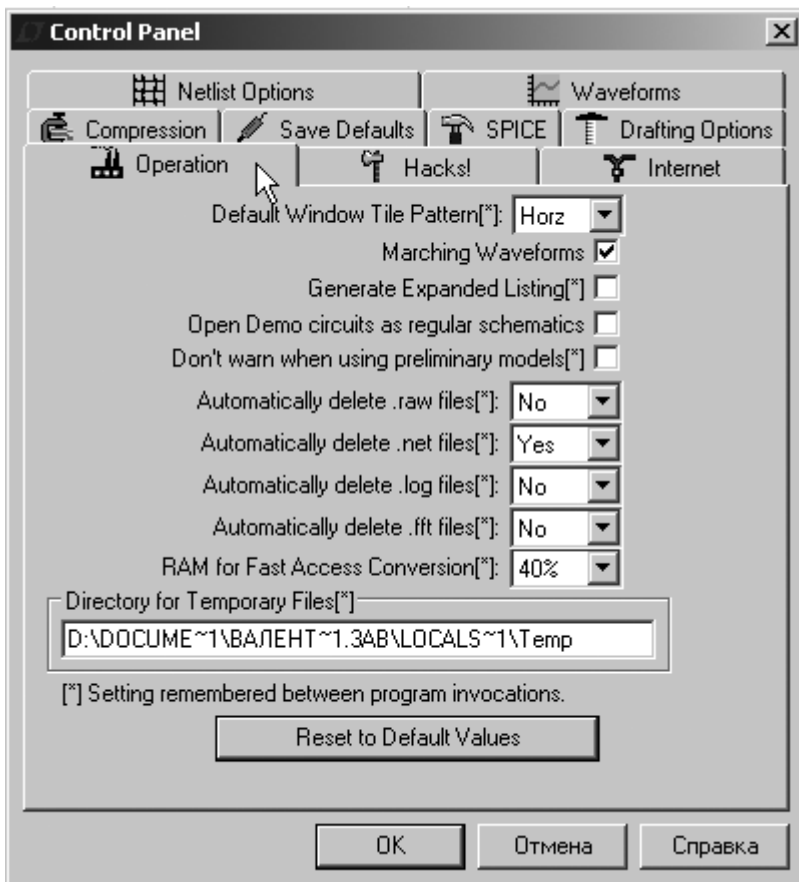 Control Panel
Netlist Options
Waveforms
Compression
Save Defaults
SPICE
Drafting Options
Operation
Hacks!
Internet
Default Window Tile Pattern[*]: Horz
Marching Waveforms
Generate Expanded Listing[*]
Open Demo circuits as regular schematics
Don't warn when using preliminary models[*]
Automatically delete .raw files[*]: No
Automatically delete .net files[*]: Yes
Automatically delete .log files[*]: No
Automatically delete .fft files[*]: No
RAM for Fast Access Conversion[*]: 40%
Directory for Temporary Files[*]
D:\DOCUME~1\ВАЛЕНТ~1.ЗАВ\LOCALS~1\Temp
[*] Setting remembered between program invocations.
Reset to Default Values
OK
Отмена
Справка